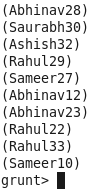 (Abhinav28)
(Saurabh30)
(Ashish32)
(Rahul29)
(Sameer27)
(Abhinav12)
(Abhinav23)
(Rahul22)
(Rahul33)
(Sameer10)
grunt>